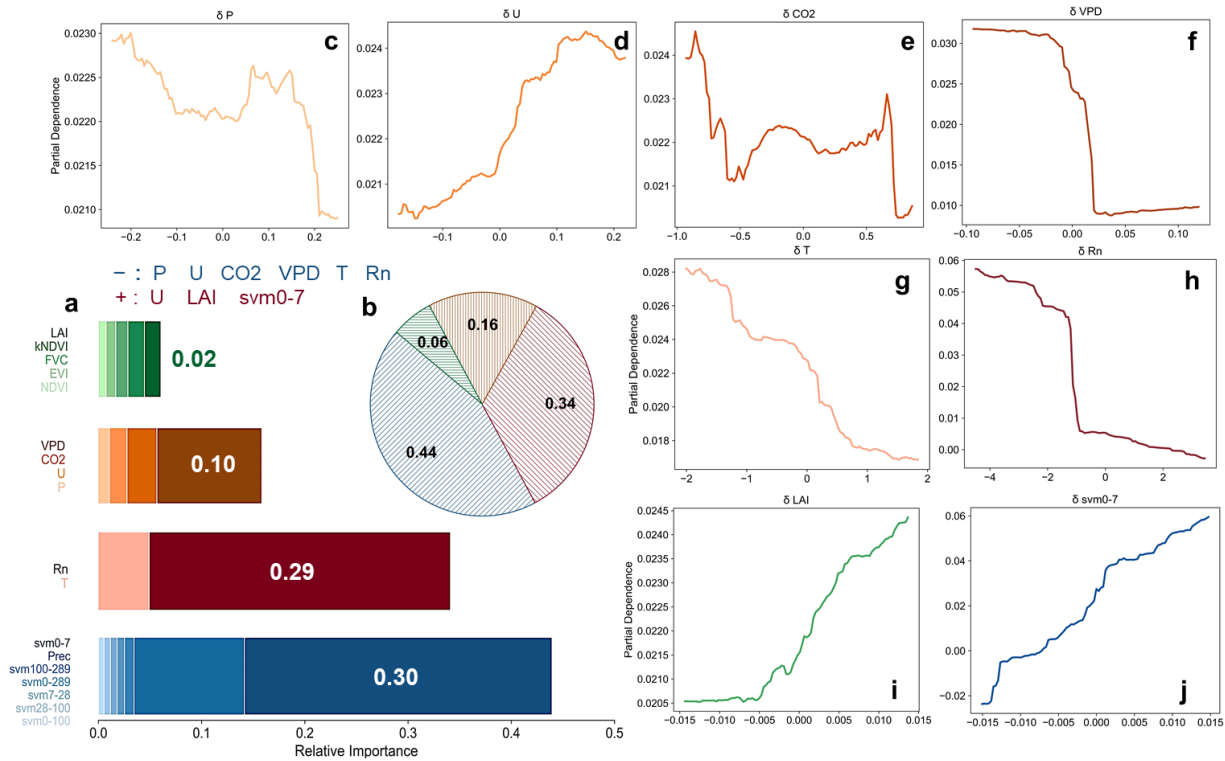 δ P
c
0.0230
0.0225
0.0220
0.0215
0.0210
Partial Dependence
−0.2
−0.1
0.0
0.1
0.2
δ U
d
0.024
0.023
0.022
0.021
−0.1
0.0
0.1
0.2
δ CO2
e
0.024
0.023
0.022
0.021
−1.0
−0.5
0.0
0.5
δ VPD
f
0.030
0.025
0.020
0.015
0.010
−0.10
−0.05
0.00
0.05
0.10
− : P U CO2 VPD T Rn
+ : U LAI svm0-7
a
LAI
kNDVI
FVC
EVI
NDVI
0.02
VPD
CO2
U
P
0.10
Rn
T
0.29
svm0-7
Prec
svm100-289
svm0-289
svm7-28
svm28-100
svm0-100
0.30
0.0
0.1
0.2
0.3
0.4
0.5
Relative Importance
b
0.16
0.06
0.34
0.44
δ T
g
0.028
0.026
0.024
0.022
0.020
0.018
Partial Dependence
−2
−1
0
1
2
δ Rn
h
0.06
0.05
0.04
0.03
0.02
0.01
0.00
−4
−2
0
2
δ LAI
i
0.0245
0.0240
0.0235
0.0230
0.0225
0.0220
0.0215
0.0210
0.0205
Partial Dependence
−0.015
−0.010
−0.005
0.000
0.005
0.010
0.015
δ svm0-7
j
0.06
0.04
0.02
0.00
−0.02
−0.015
−0.010
−0.005
0.000
0.005
0.010
0.015